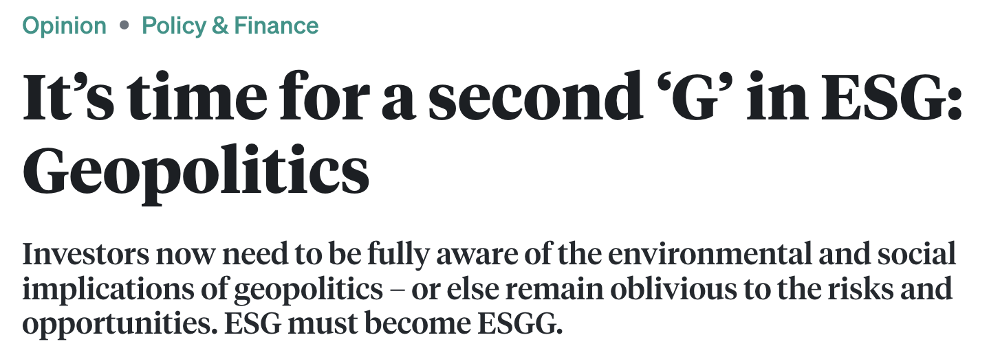 Opinion • Policy & Finance
It’s time for a second ‘G’ in ESG:
Geopolitics
Investors now need to be fully aware of the environmental and social
implications of geopolitics – or else remain oblivious to the risks and
opportunities. ESG must become ESGG.